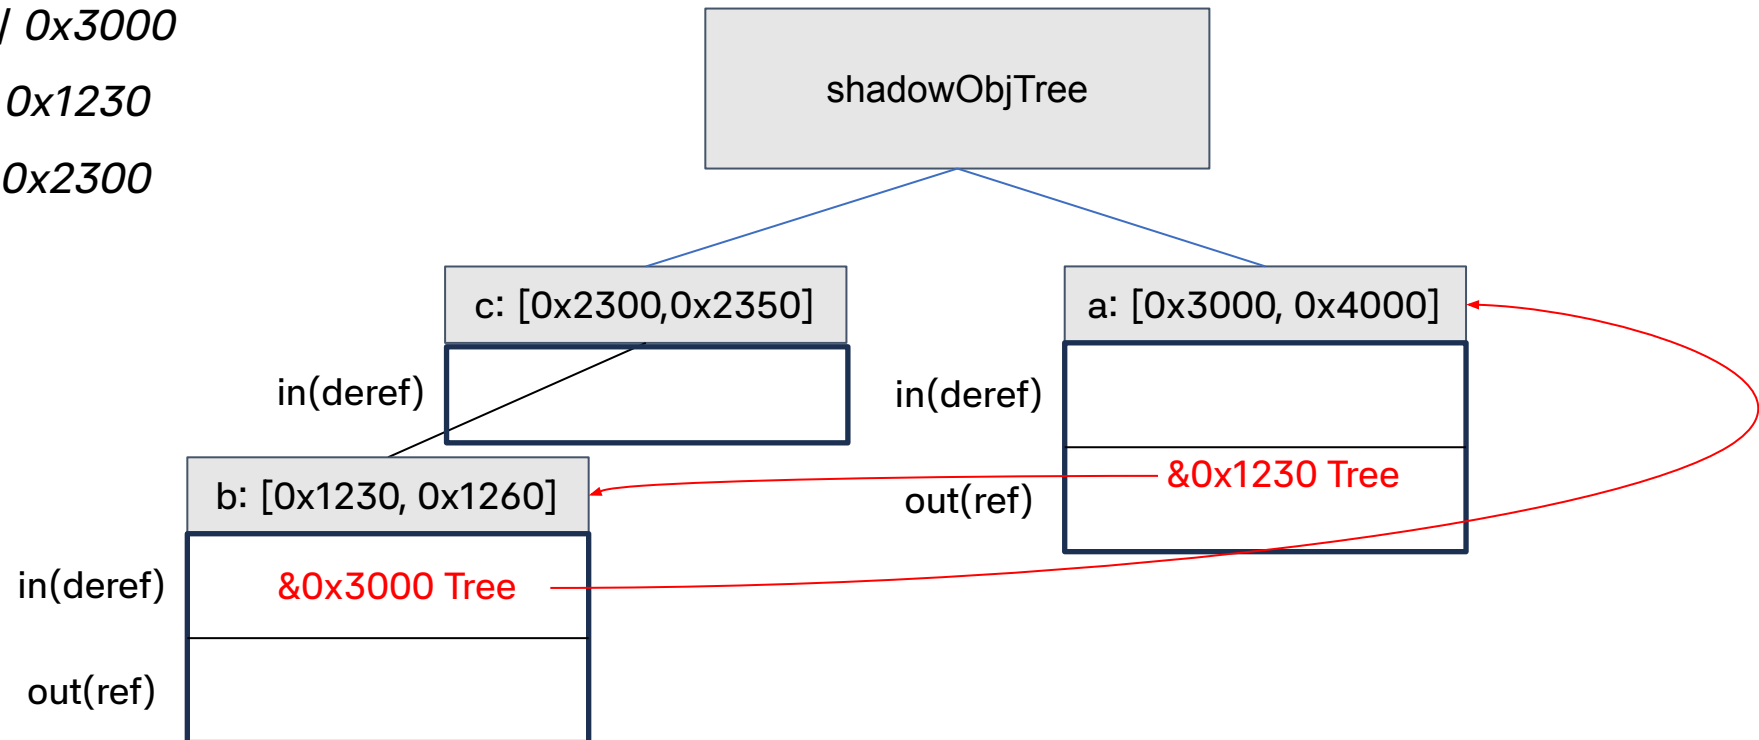 0x3000
0x1230
0x2300
shadowObjTree
c: [0x2300,0x2350]
a: [0x3000, 0x4000]
in(deref)
in(deref)
&0x1230 Tree
out(ref)
b: [0x1230, 0x1260]
in(deref)
&0x3000 Tree
out(ref)